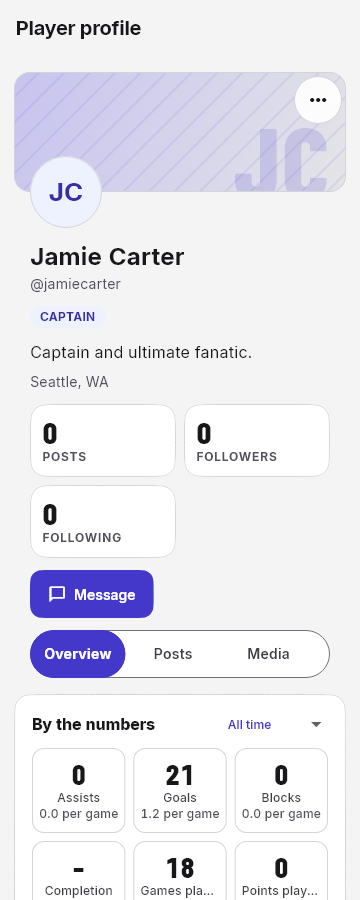 Player profile
JC
JC
Jamie Carter
@jamiecarter
CAPTAIN
Captain and ultimate fanatic.
Seattle, WA
0
POSTS
0
FOLLOWERS
0
FOLLOWING
Message
Overview
Posts
Media
By the numbers
All time
0
Assists
0.0 per game
21
Goals
1.2 per game
0
Blocks
0.0 per game
-
Completion
18
Games pla...
0
Points play...